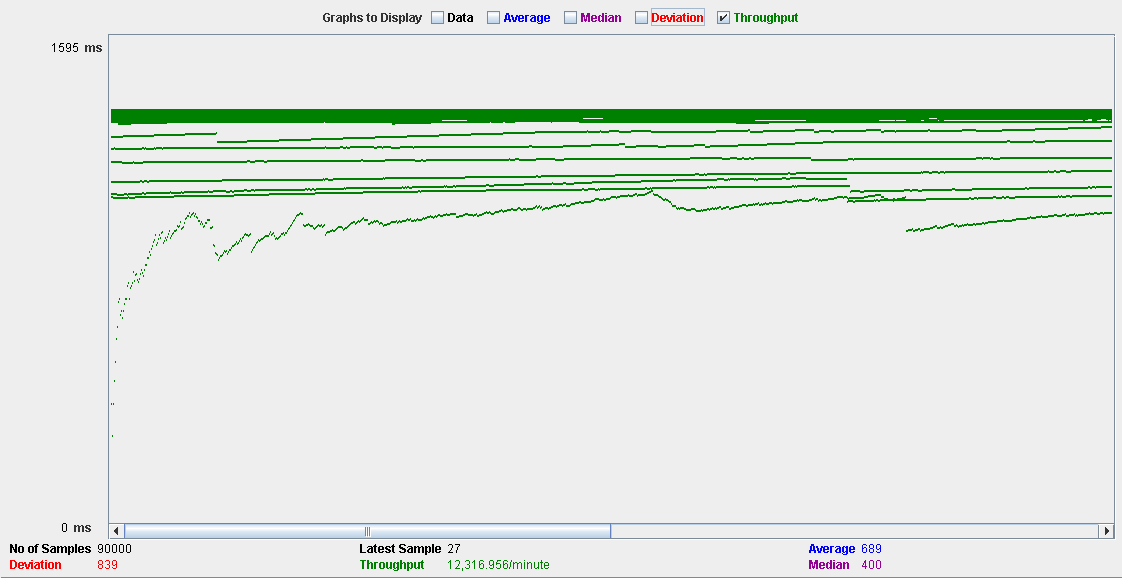 Graphs to Display Data Average Median Deviation Throughput
1595 ms
0 ms
No of Samples 90000 Latest Sample 27 Average 689
Deviation 839 Throughput 12,316.956/minute Median 400